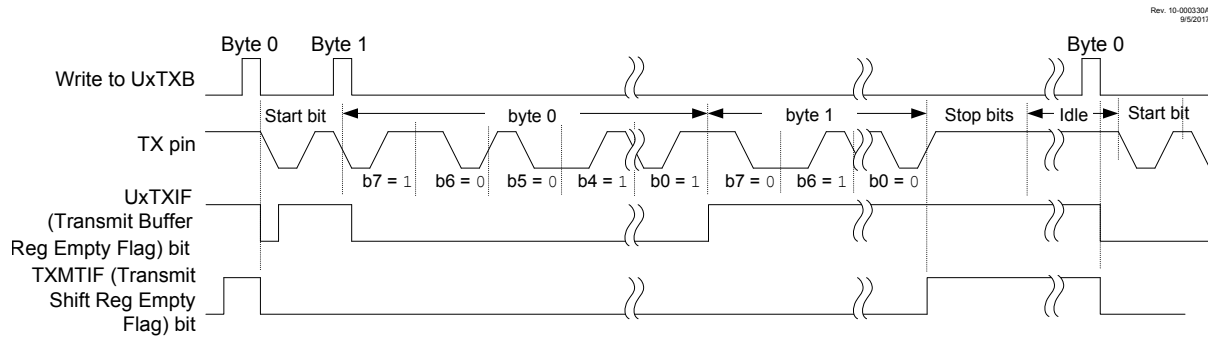 Rev. 10-000330A
9/5/2017
Byte 0 Byte 1 Byte 0
Write to UxTXB
Start bit byte 0 byte 1 Stop bits Idle Start bit
TX pin
b7 = 1 b6 = 0 b5 = 0 b4 = 1 b0 = 1 b7 = 0 b6 = 1 b0 = 0
UxTXIF
(Transmit Buffer
Reg Empty Flag) bit
TXMTIF (Transmit
Shift Reg Empty
Flag) bit